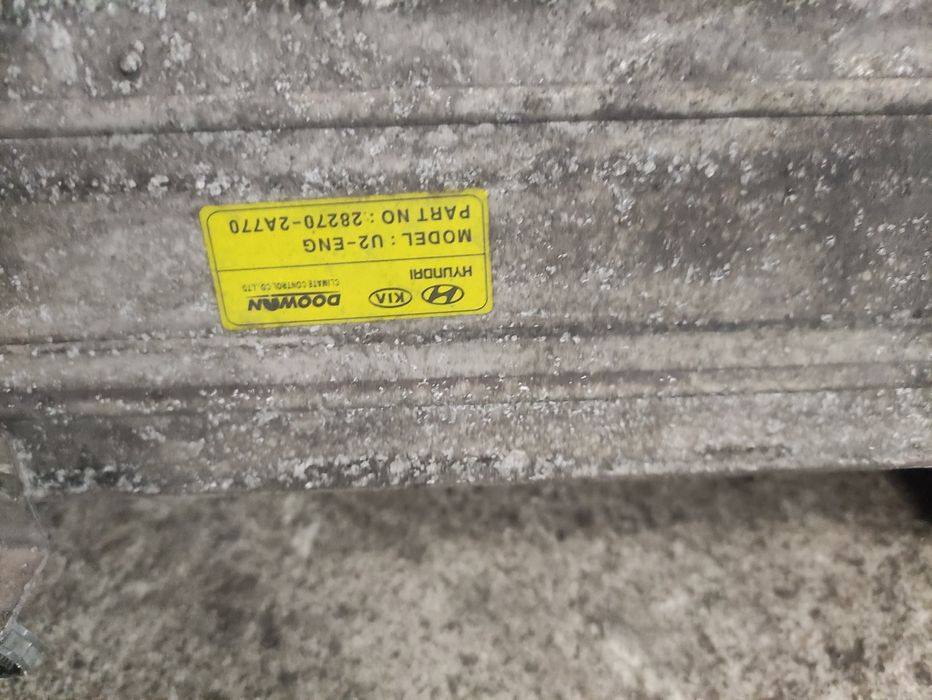 HYUNDAI KIA DOOWON
CLIMATE CONTROL CO.,LTD
MODEL : U2-ENG
PART NO : 28270-2A770